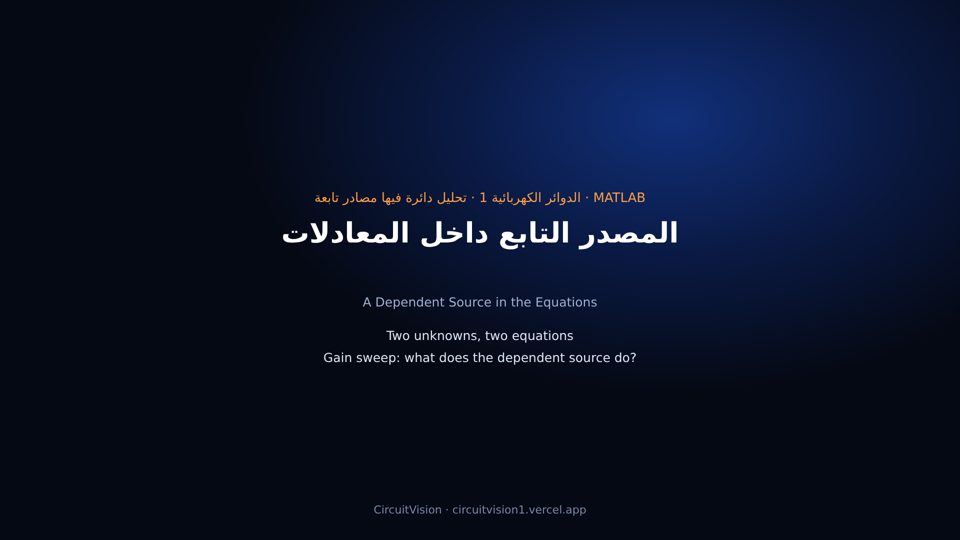 MATLAB · الدوائر الكهربائية 1 · تحليل دائرة فيها مصادر تابعة
المصدر التابع داخل المعادلات
A Dependent Source in the Equations
Two unknowns, two equations
Gain sweep: what does the dependent source do?
CircuitVision · circuitvision1.vercel.app